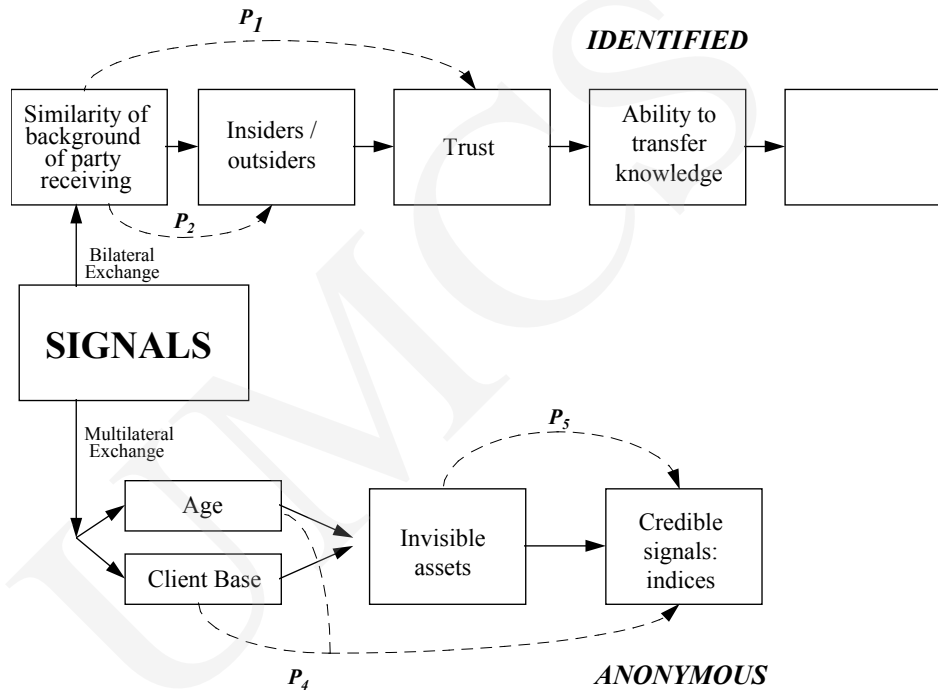 P1
IDENTIFIED
Similarity of
background
of party
receiving
Insiders /
outsiders
Trust
Ability to
transfer
knowledge
P2
Bilateral
Exchange
SIGNALS
Multilateral
Exchange
P5
Age
Client Base
Invisible
assets
Credible
signals:
indices
P4
ANONYMOUS
UMCS